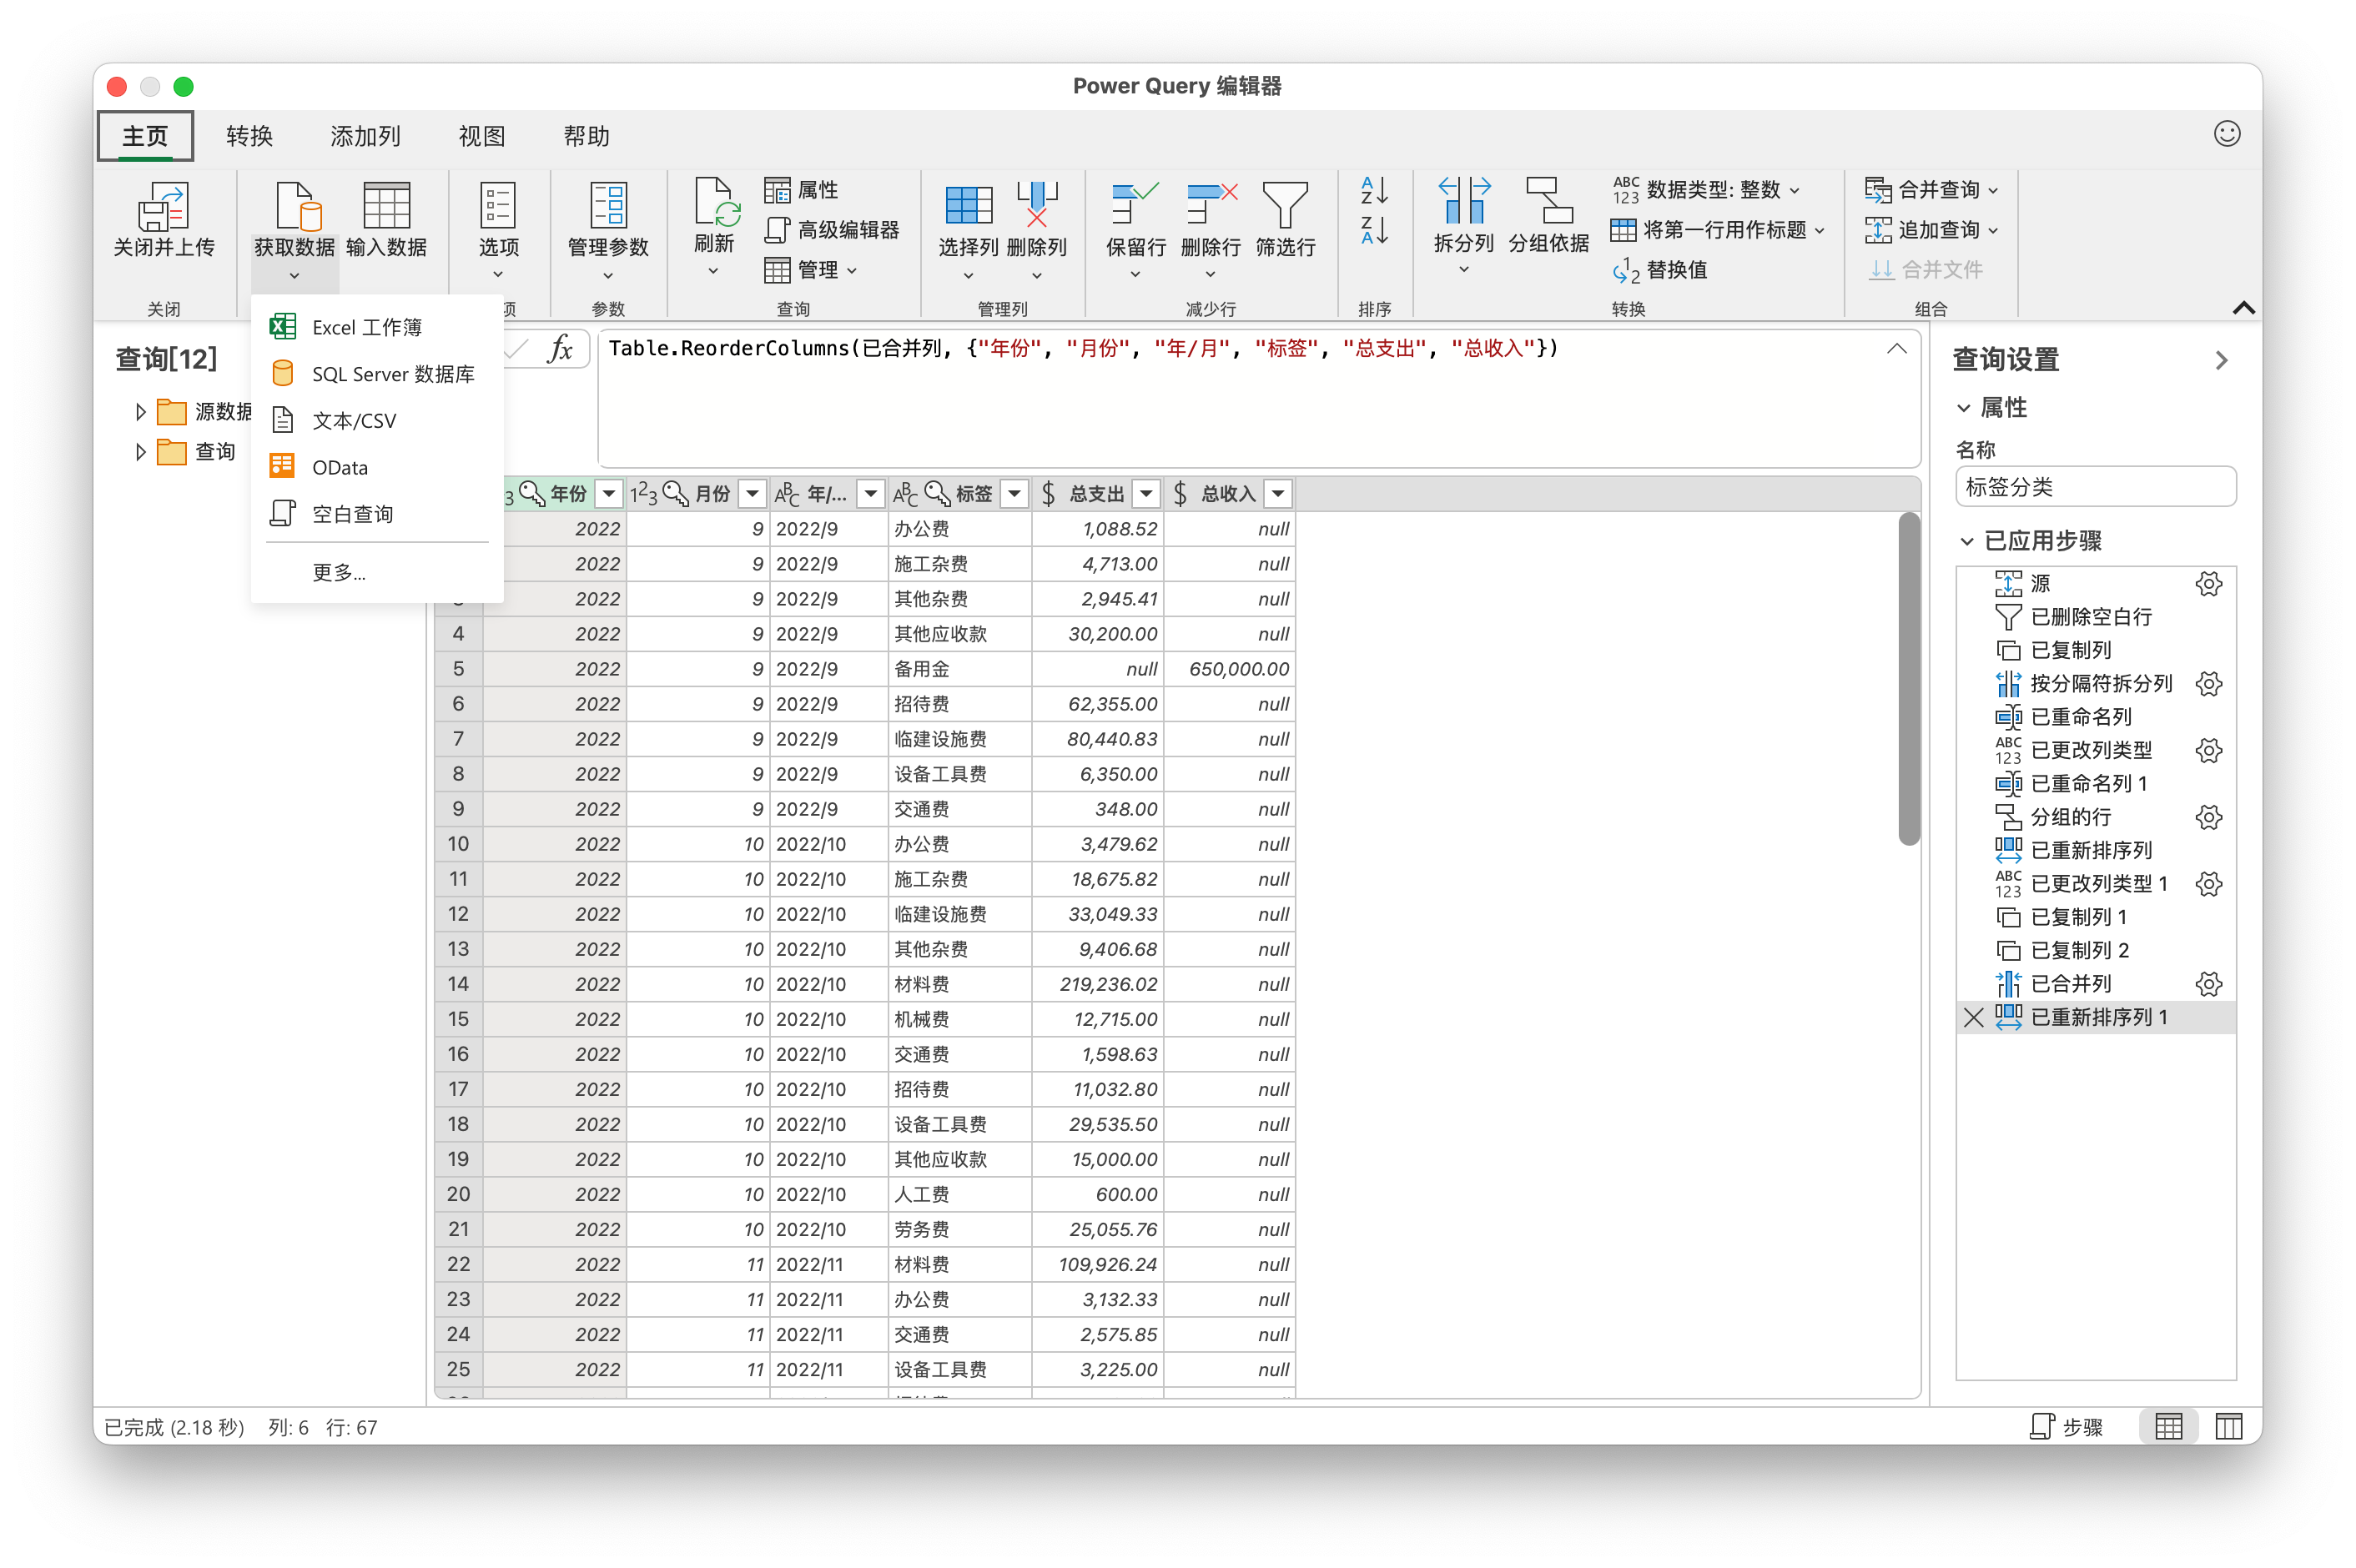 Power Query 编辑器
主页 转换 添加列 视图 帮助
关闭并上传 获取数据 输入数据 选项 管理参数 刷新 属性 高级编辑器 管理 选择列 删除列 保留行 删除行 筛选行 拆分列 分组依据 数据类型: 整数 将第一行用作标题 替换值 合并查询 追加查询 合并文件
关闭 项 参数 查询 管理列 减少行 排序 转换 组合
Excel 工作簿
SQL Server 数据库
文本/CSV
OData
空白查询
更多...
查询[12]
源数据
查询
fx Table.ReorderColumns(已合并列, {"年份", "月份", "年/月", "标签", "总支出", "总收入"})
年份 月份 年/... 标签 总支出 总收入
2022 9 2022/9 办公费 1,088.52 null
2022 9 2022/9 施工杂费 4,713.00 null
2022 9 2022/9 其他杂费 2,945.41 null
4 2022 9 2022/9 其他应收款 30,200.00 null
5 2022 9 2022/9 备用金 null 650,000.00
6 2022 9 2022/9 招待费 62,355.00 null
7 2022 9 2022/9 临建设施费 80,440.83 null
8 2022 9 2022/9 设备工具费 6,350.00 null
9 2022 9 2022/9 交通费 348.00 null
10 2022 10 2022/10 办公费 3,479.62 null
11 2022 10 2022/10 施工杂费 18,675.82 null
12 2022 10 2022/10 临建设施费 33,049.33 null
13 2022 10 2022/10 其他杂费 9,406.68 null
14 2022 10 2022/10 材料费 219,236.02 null
15 2022 10 2022/10 机械费 12,715.00 null
16 2022 10 2022/10 交通费 1,598.63 null
17 2022 10 2022/10 招待费 11,032.80 null
18 2022 10 2022/10 设备工具费 29,535.50 null
19 2022 10 2022/10 其他应收款 15,000.00 null
20 2022 10 2022/10 人工费 600.00 null
21 2022 10 2022/10 劳务费 25,055.76 null
22 2022 11 2022/11 材料费 109,926.24 null
23 2022 11 2022/11 办公费 3,132.33 null
24 2022 11 2022/11 交通费 2,575.85 null
25 2022 11 2022/11 设备工具费 3,225.00 null
查询设置
属性
名称
标签分类
已应用步骤
源
已删除空白行
已复制列
按分隔符拆分列
已重命名列
已更改列类型
已重命名列 1
分组的行
已重新排序列
已更改列类型 1
已复制列 1
已复制列 2
已合并列
已重新排序列 1
已完成 (2.18 秒) 列: 6 行: 67
步骤